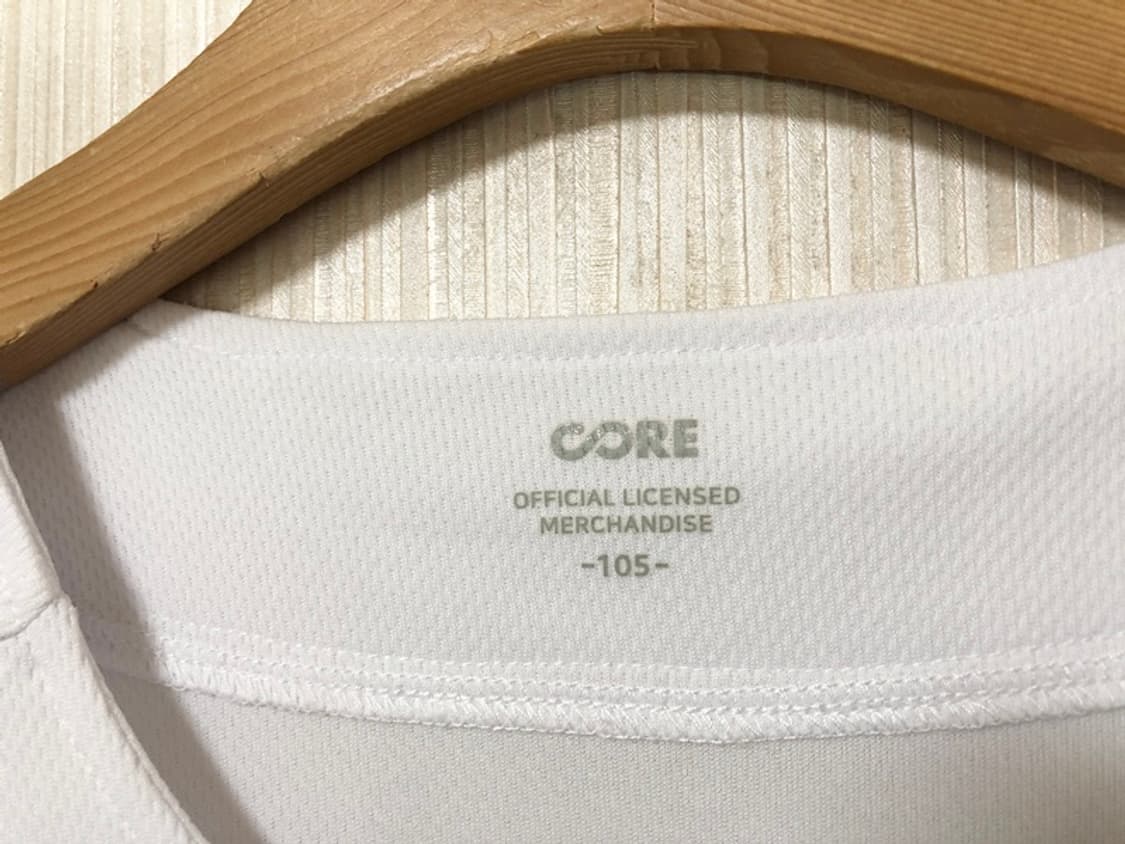 CORE
OFFICIAL LICENSED
MERCHANDISE
-105-